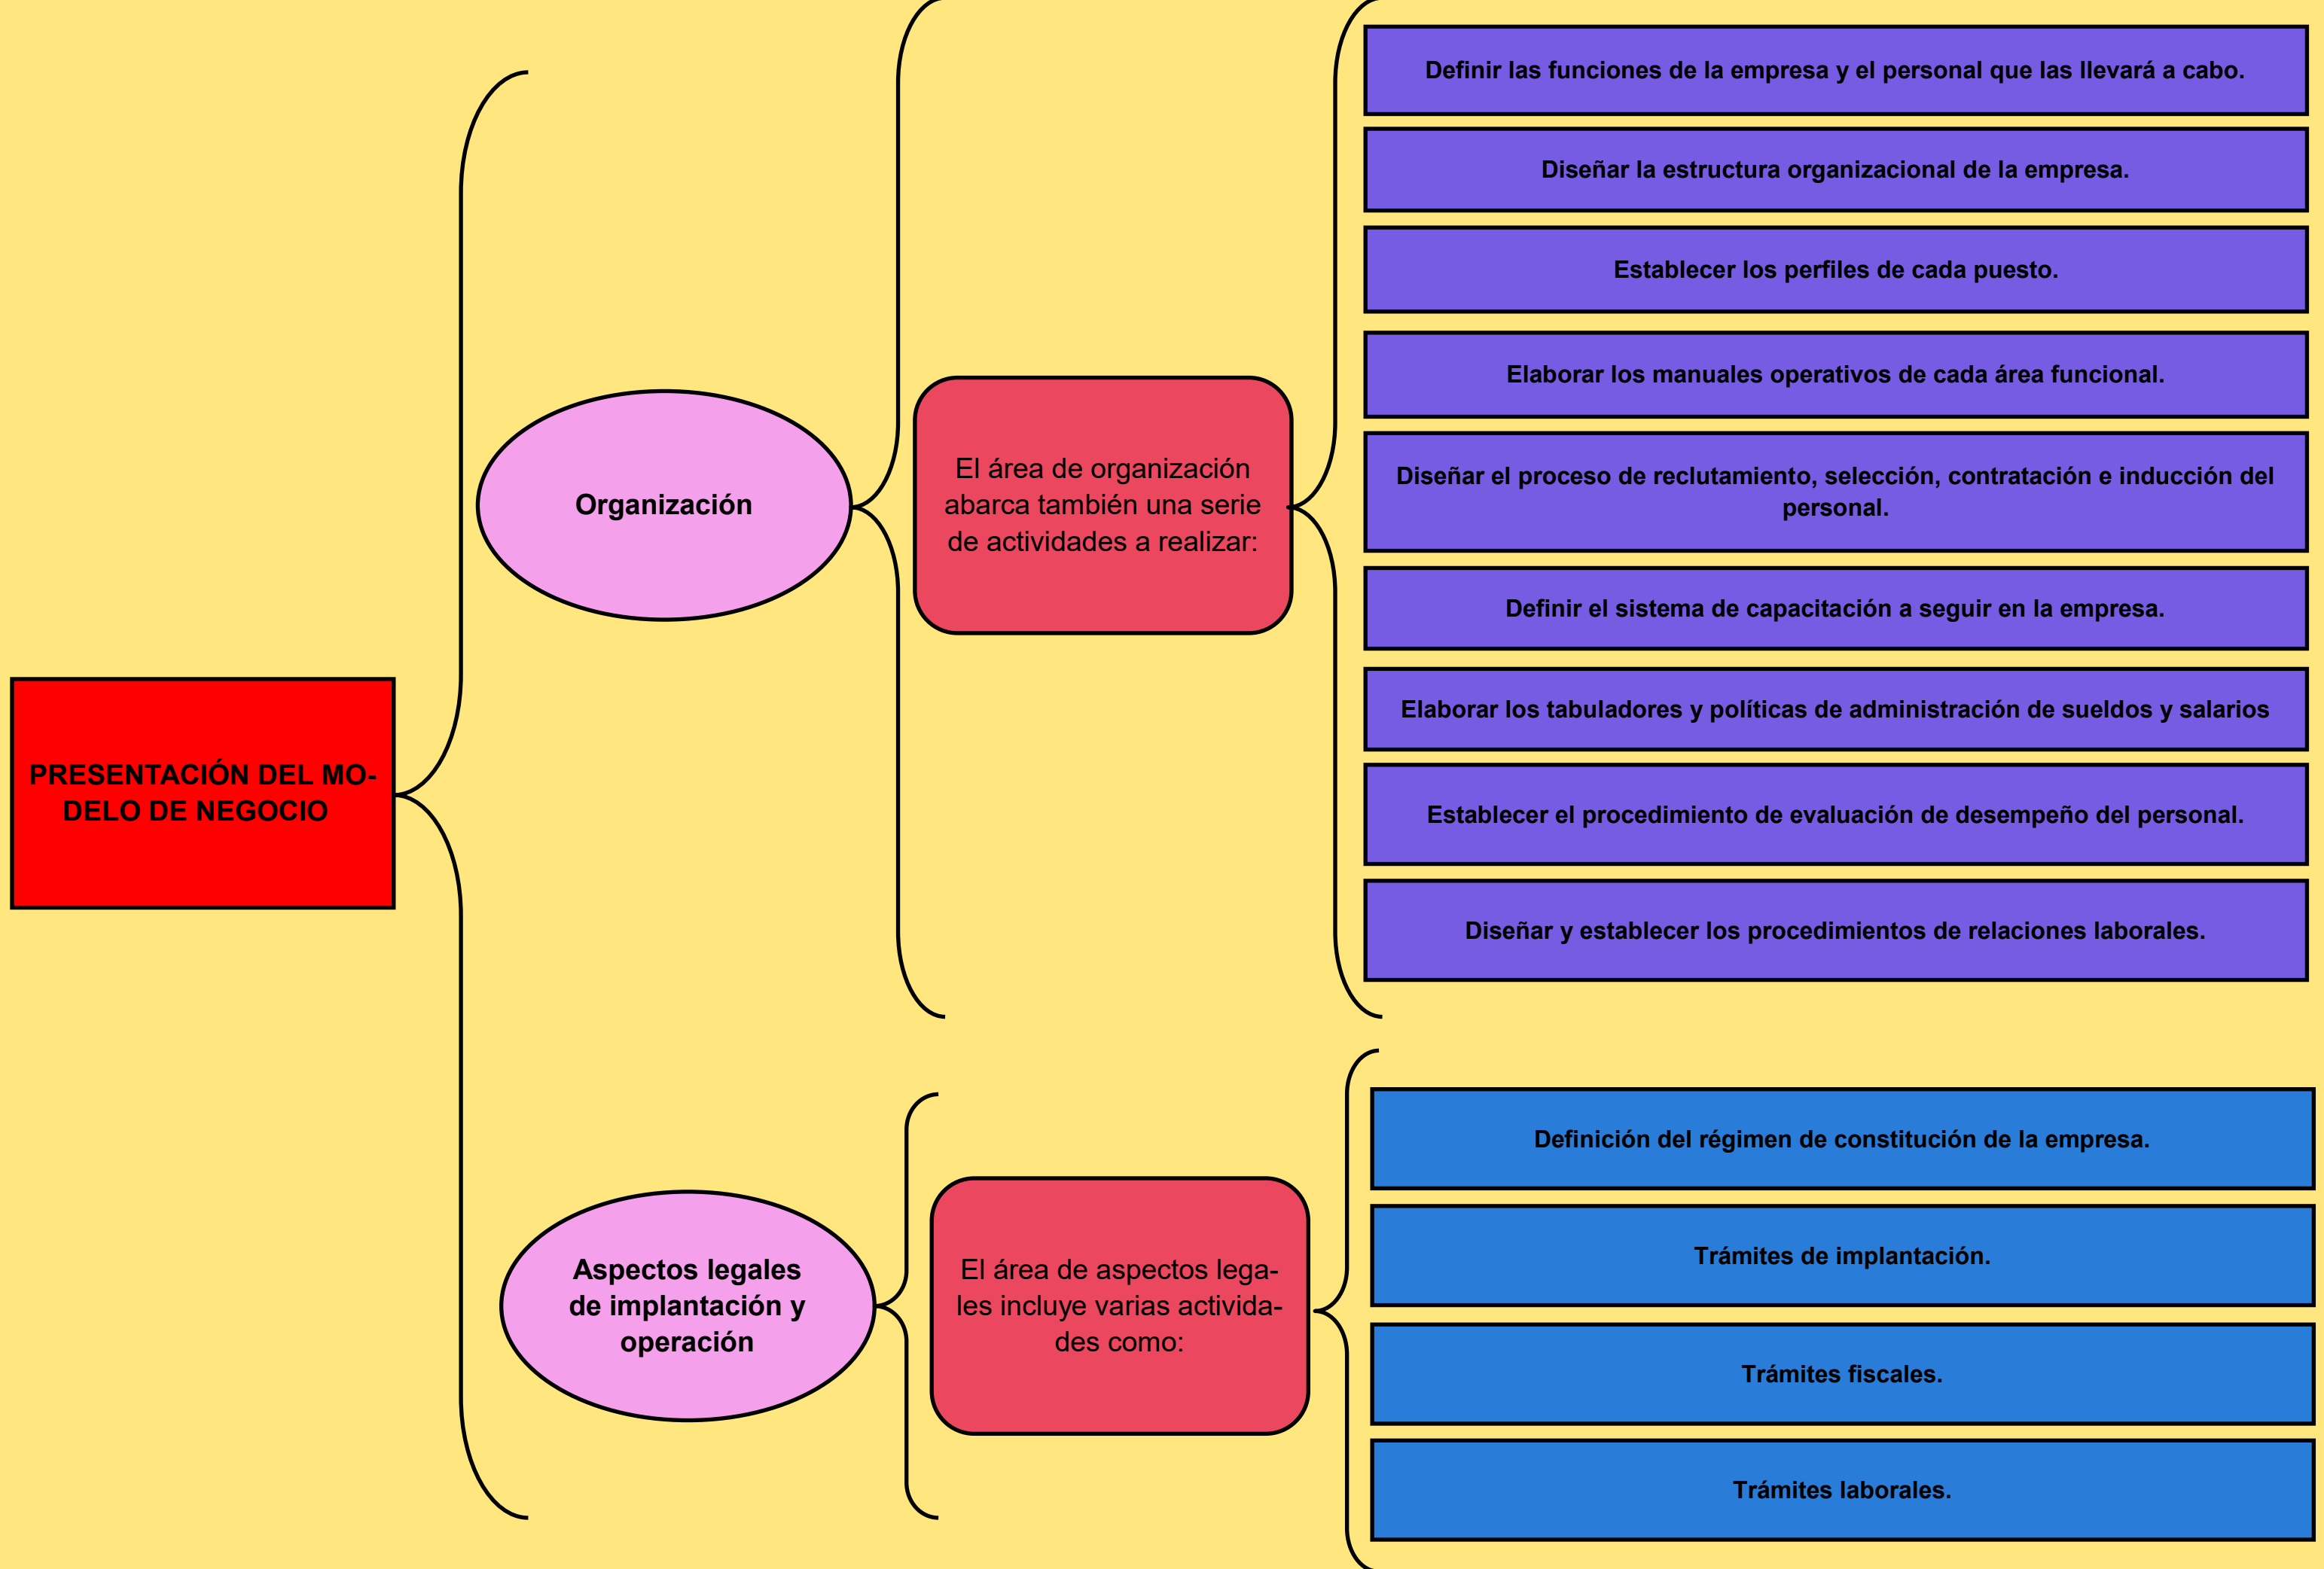 PRESENTACIÓN DEL MO-
DELO DE NEGOCIO
Organización
El área de organización
abarca también una serie
de actividades a realizar:
Definir las funciones de la empresa y el personal que las llevará a cabo.
Diseñar la estructura organizacional de la empresa.
Establecer los perfiles de cada puesto.
Elaborar los manuales operativos de cada área funcional.
Diseñar el proceso de reclutamiento, selección, contratación e inducción del
personal.
Definir el sistema de capacitación a seguir en la empresa.
Elaborar los tabuladores y políticas de administración de sueldos y salarios
Establecer el procedimiento de evaluación de desempeño del personal.
Diseñar y establecer los procedimientos de relaciones laborales.
Aspectos legales
de implantación y
operación
El área de aspectos lega-
les incluye varias activida-
des como:
Definición del régimen de constitución de la empresa.
Trámites de implantación.
Trámites fiscales.
Trámites laborales.